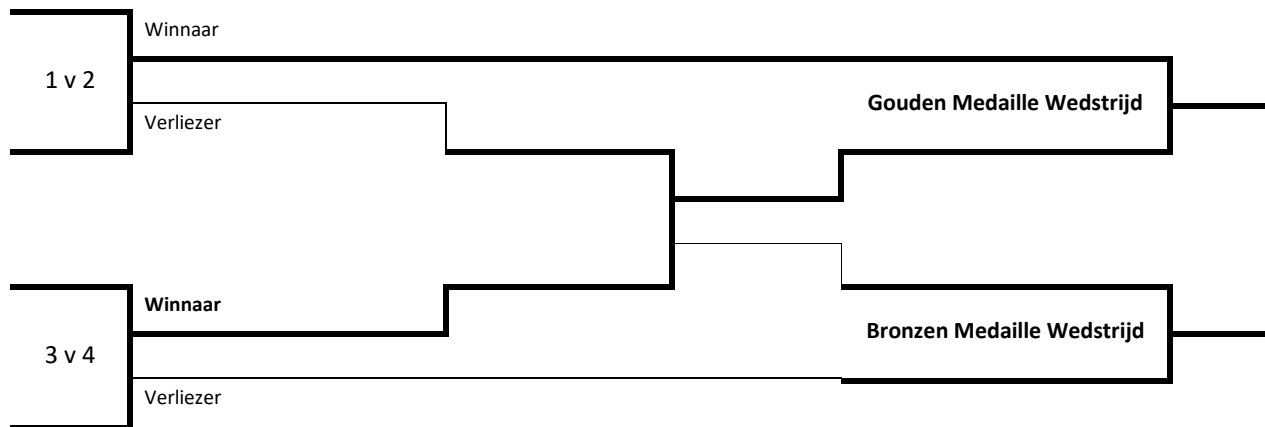 Winnaar
1 v 2
Gouden Medaille Wedstrijd
Verliezer
Winnaar
Bronzen Medaille Wedstrijd
3 v 4
Verliezer